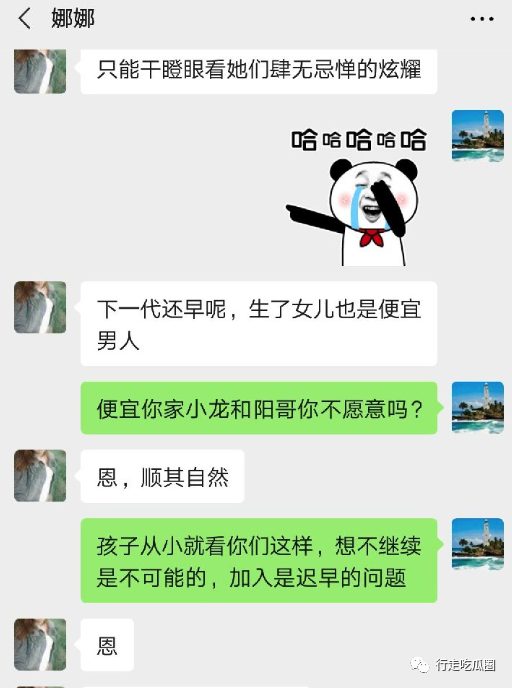 娜娜
只能干瞪眼看她们肆无忌惮的炫耀
哈哈哈哈哈
下一代还早呢，生了女儿也是便宜
男人
便宜你家小龙和阳哥你不愿意吗？
恩，顺其自然
孩子从小就看你们这样，想不继续
是不可能的，加入是迟早的问题
恩
行走吃瓜圈